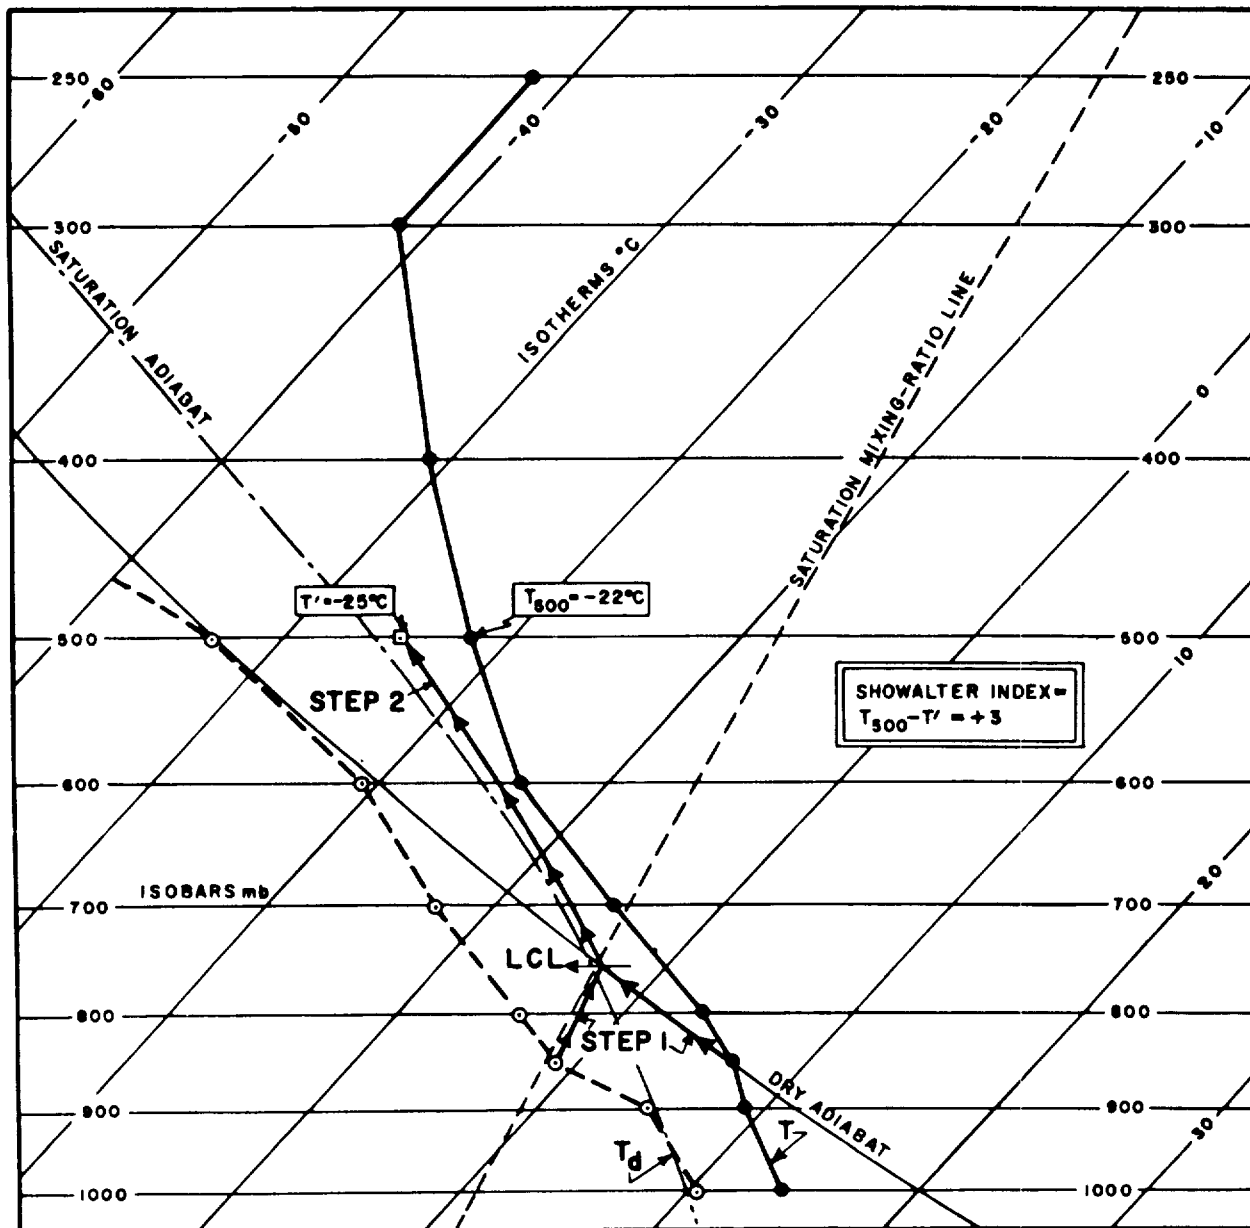 -60
-50
-40
-30
-20
-10
250
250
300
300
SATURATION ADIABAT
ISOTHERMS °C
SATURATION MIXING-RATIO LINE
0
400
400
T'=-25°C
T500=-22°C
500
500
10
STEP 2
SHOWALTER INDEX=
T500-T' = +3
600
600
ISOBARS mb
700
700
20
LCL
800
STEP 1
800
DRY ADIABAT
900
900
T
Td
30
1000
1000